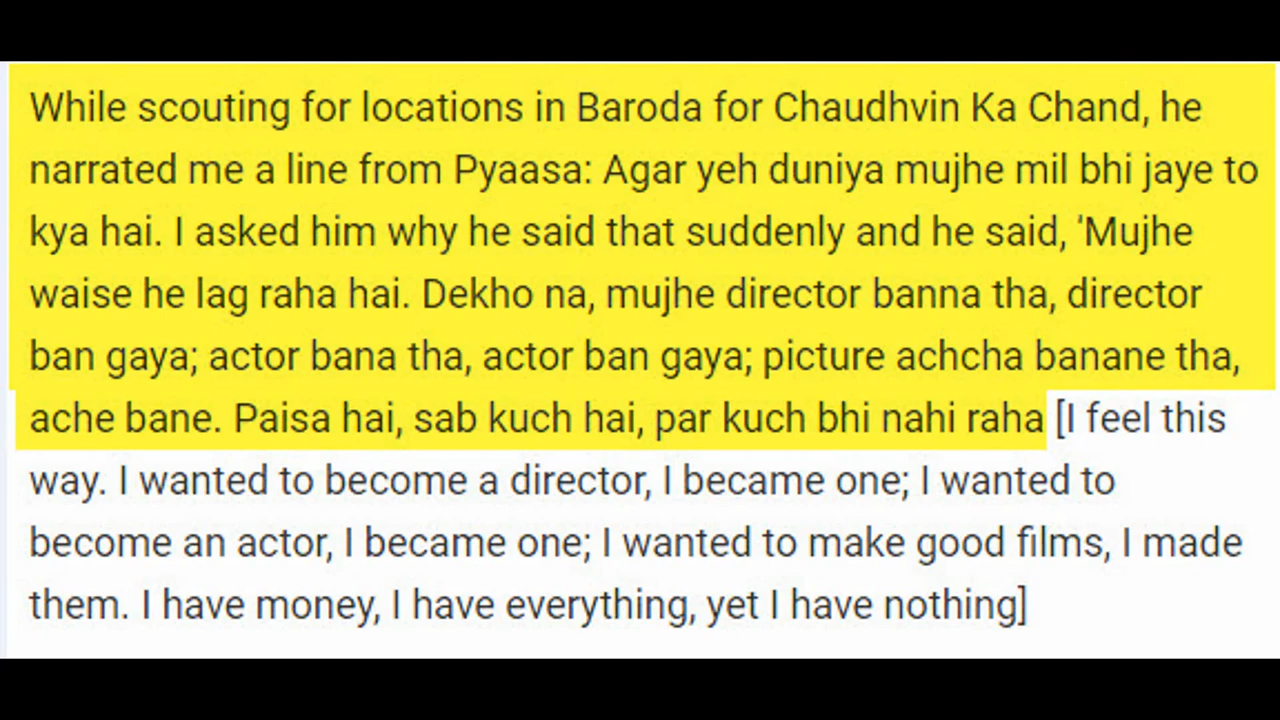 While scouting for locations in Baroda for Chaudhvin Ka Chand, he
narrated me a line from Pyaasa: Agar yeh duniya mujhe mil bhi jaye to
kya hai. I asked him why he said that suddenly and he said, 'Mujhe
waise he lag raha hai. Dekho na, mujhe director banna tha, director
ban gaya; actor bana tha, actor ban gaya; picture achcha banane tha,
ache bane. Paisa hai, sab kuch hai, par kuch bhi nahi raha [I feel this
way. I wanted to become a director, I became one; I wanted to
become an actor, I became one; I wanted to make good films, I made
them. I have money, I have everything, yet I have nothing]